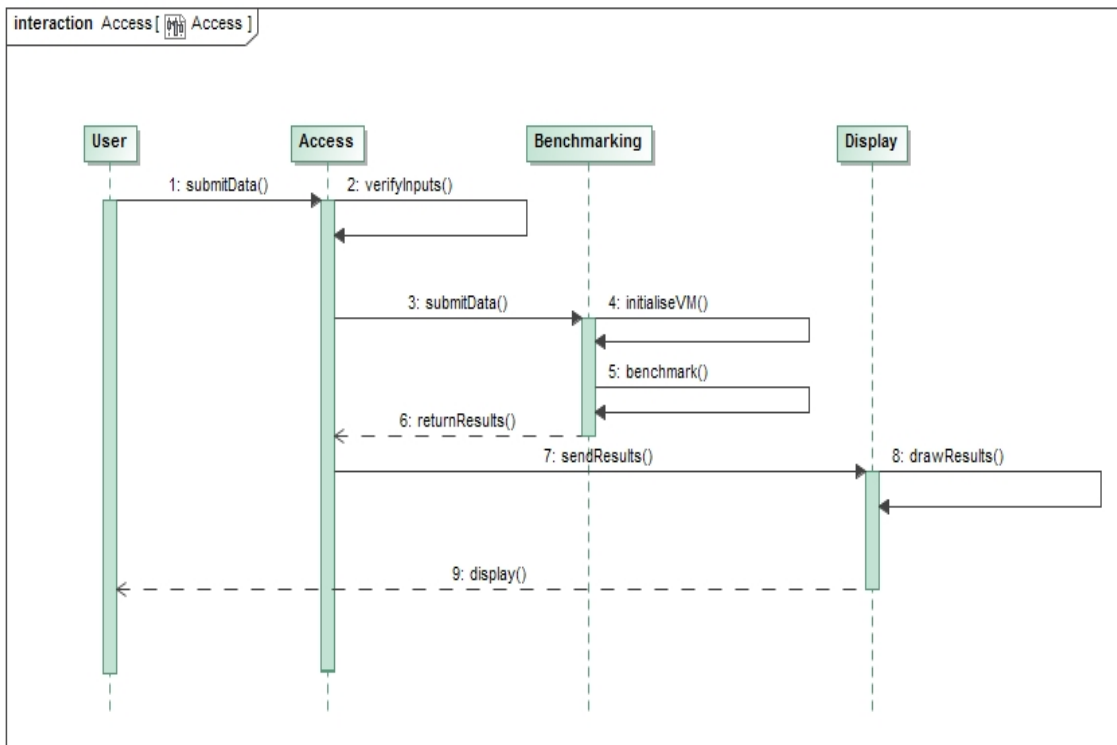 interaction Access [ Access ]
User
Access
Benchmarking
Display
1: submitData()
2: verifyInputs()
3: submitData()
4: initialiseVM()
5: benchmark()
6: returnResults()
7: sendResults()
8: drawResults()
9: display()